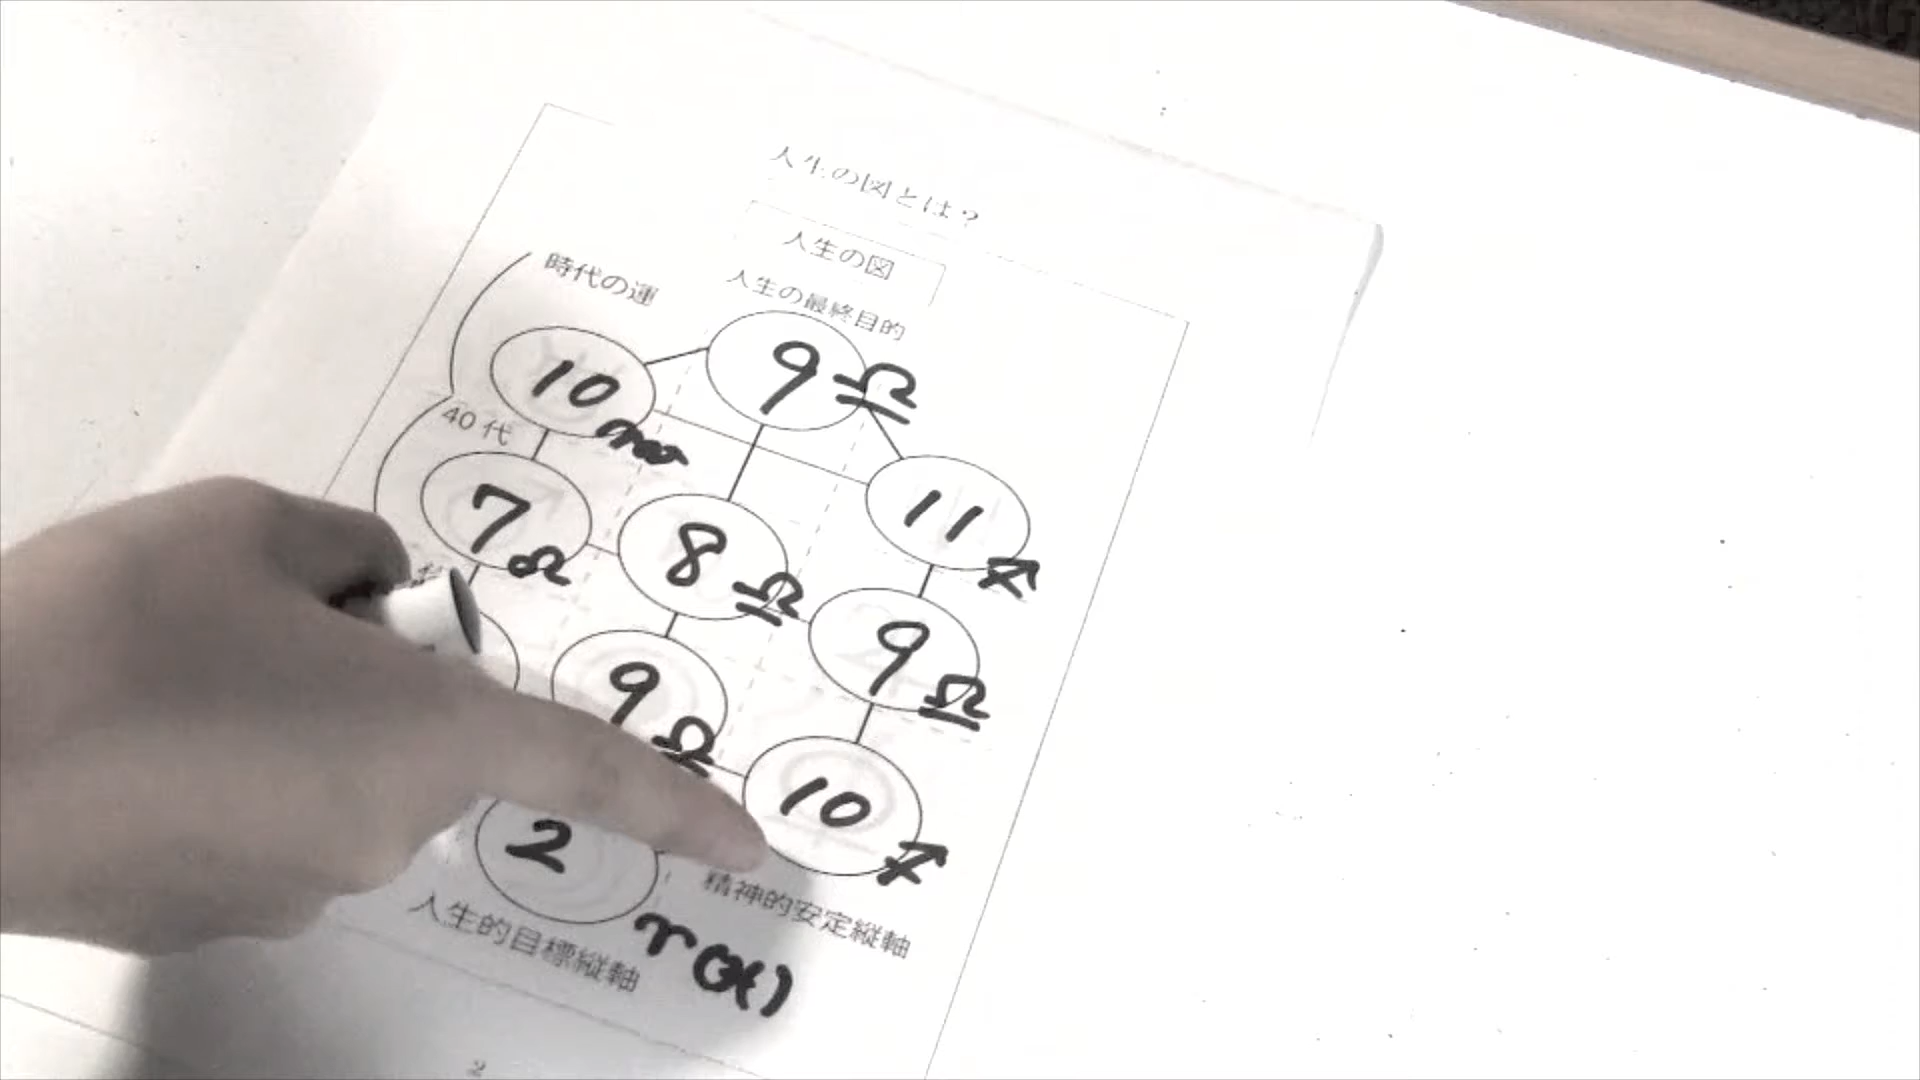 人生の図とは?
人生の図
人生の最終目的
時代の運
9
10
40代
11
7
8
9
9
10
2
精神的安定縦軸
人生的目標縦軸
2